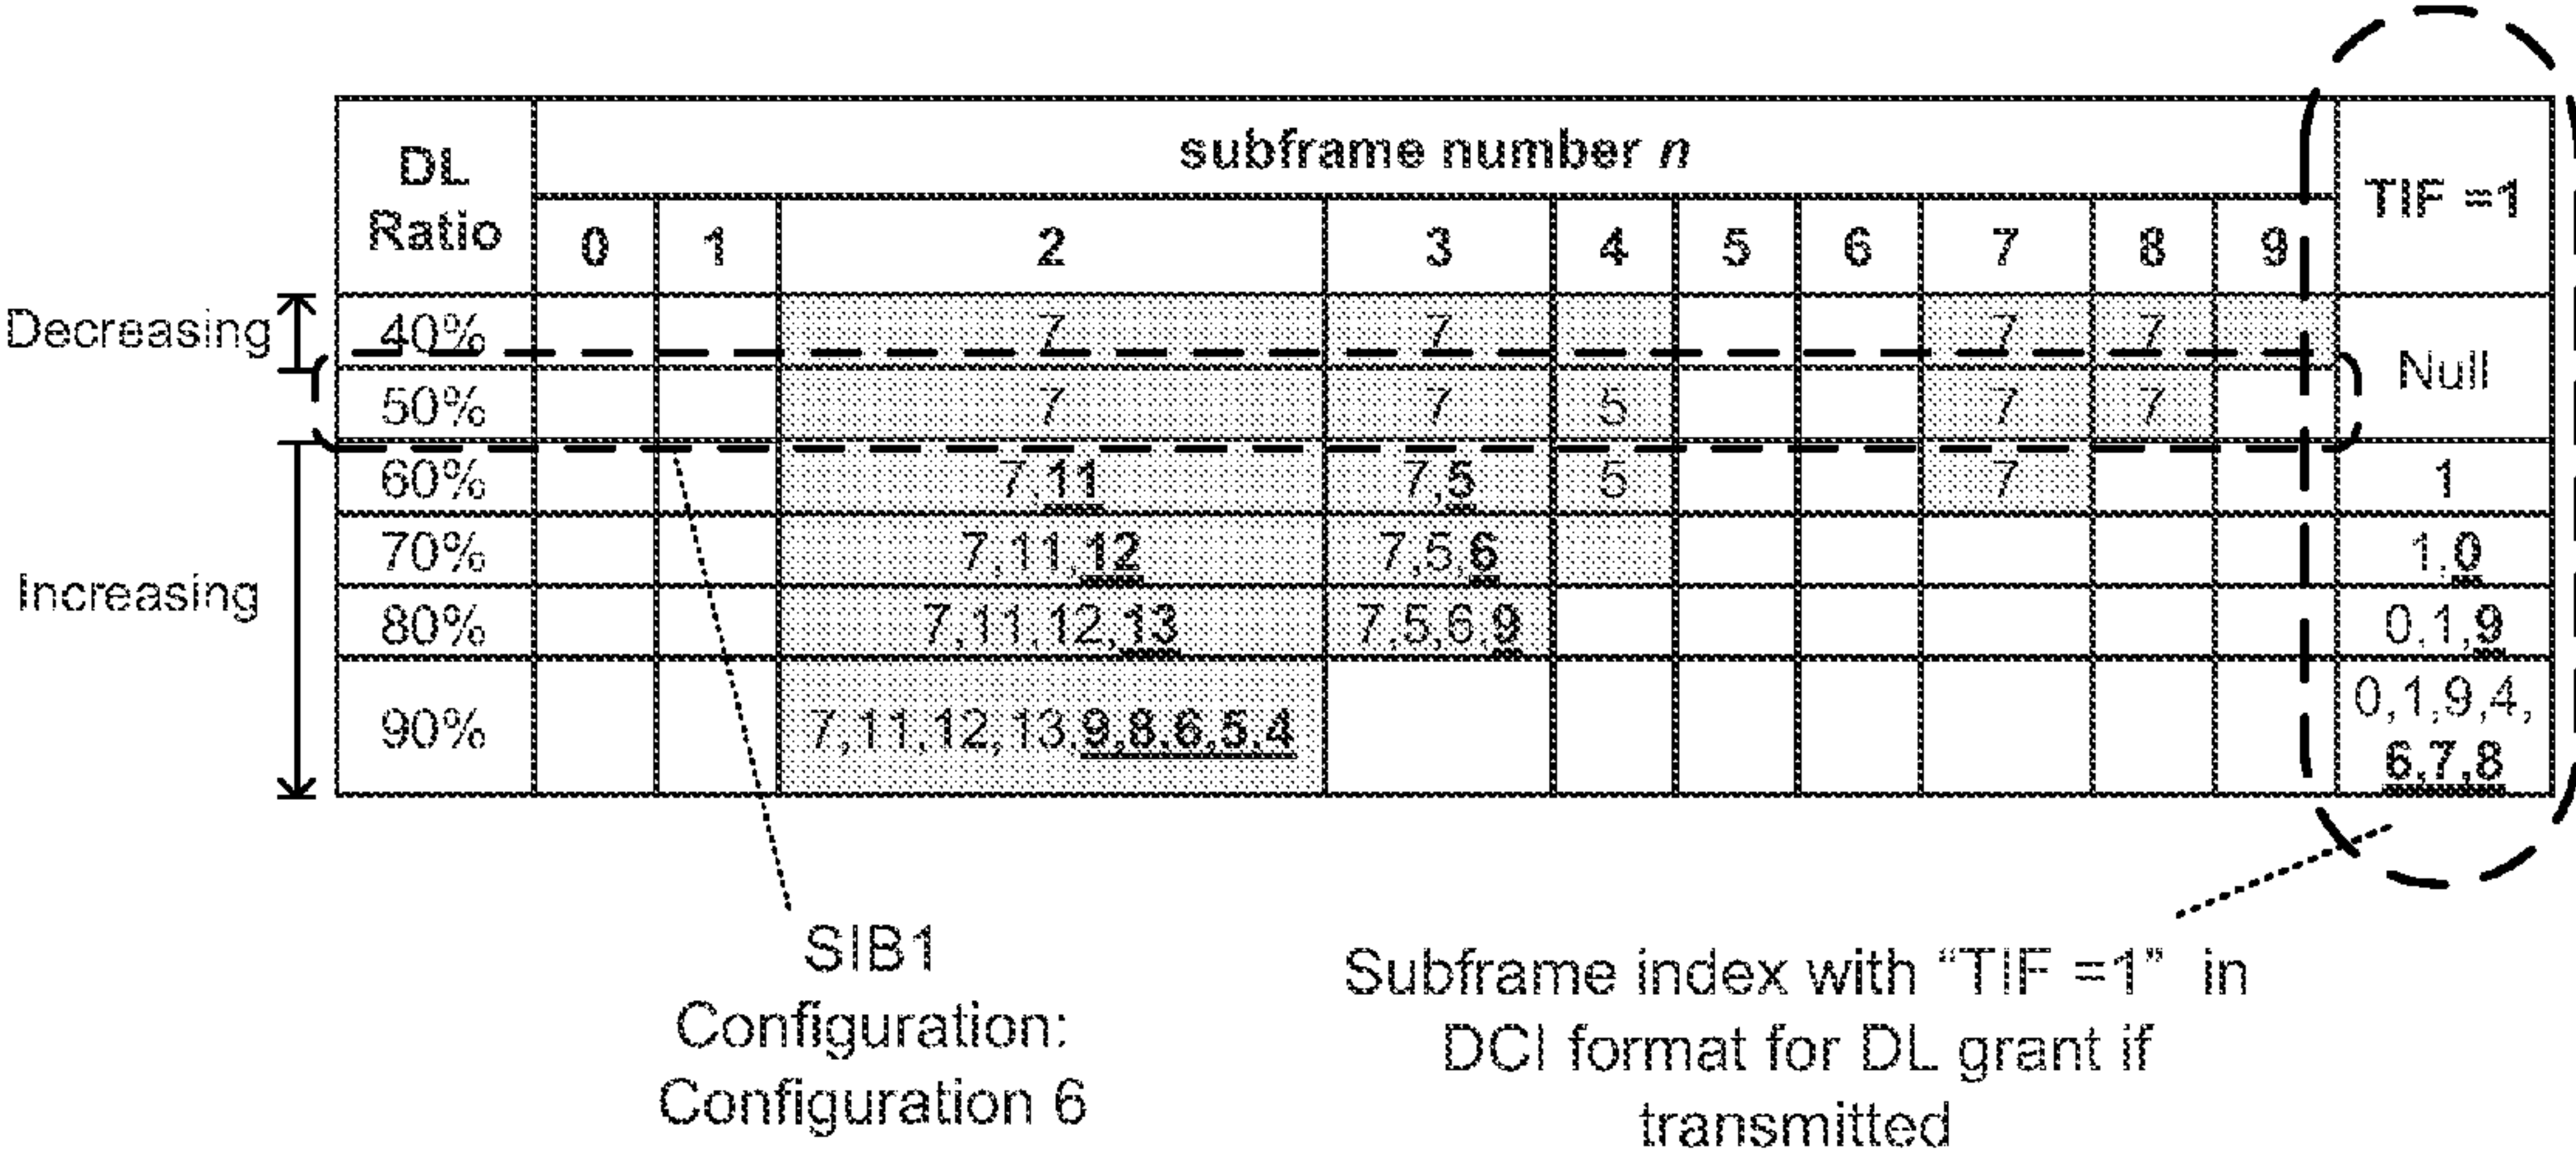 DL Ratio subframe number n TIF =1
0 1 2 3 4 5 6 7 8 9
Decreasing 40% 7 7 7 7 Null
50% 7 7 5 7 7
60% 7,11 7,5 5 7 1
70% 7,11,12 7,5,6 1,0
Increasing
80% 7,11,12,13 7,5,6,9 0,1,9
90% 7,11,12,13,9,8,6,5,4 0,1,9,4,
6,7,8
SIB1
Configuration:
Configuration 6
Subframe index with “TIF =1” in
DCI format for DL grant if
transmitted